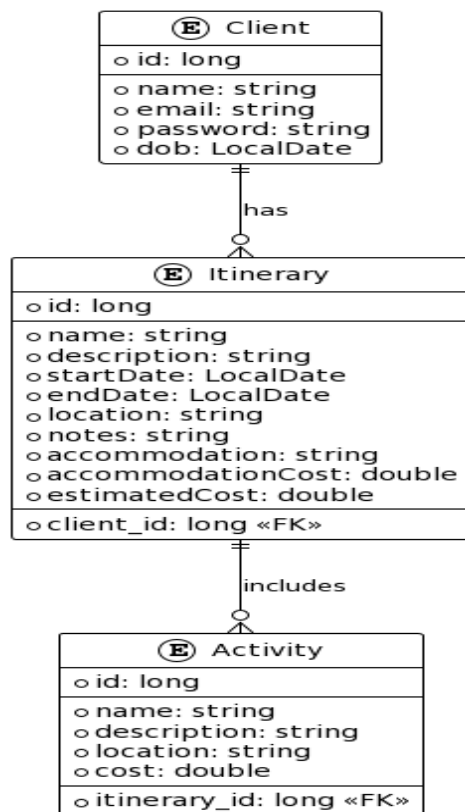 E Client
id: long
name: string
email: string
password: string
dob: LocalDate
has
E Itinerary
id: long
name: string
description: string
startDate: LocalDate
endDate: LocalDate
location: string
notes: string
accommodation: string
accommodationCost: double
estimatedCost: double
client_id: long «FK»
includes
E Activity
id: long
name: string
description: string
location: string
cost: double
itinerary_id: long «FK»